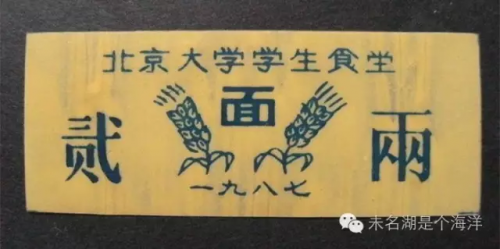 北京大学学生食堂
面
贰 兩
一九八七
未名湖是个海洋